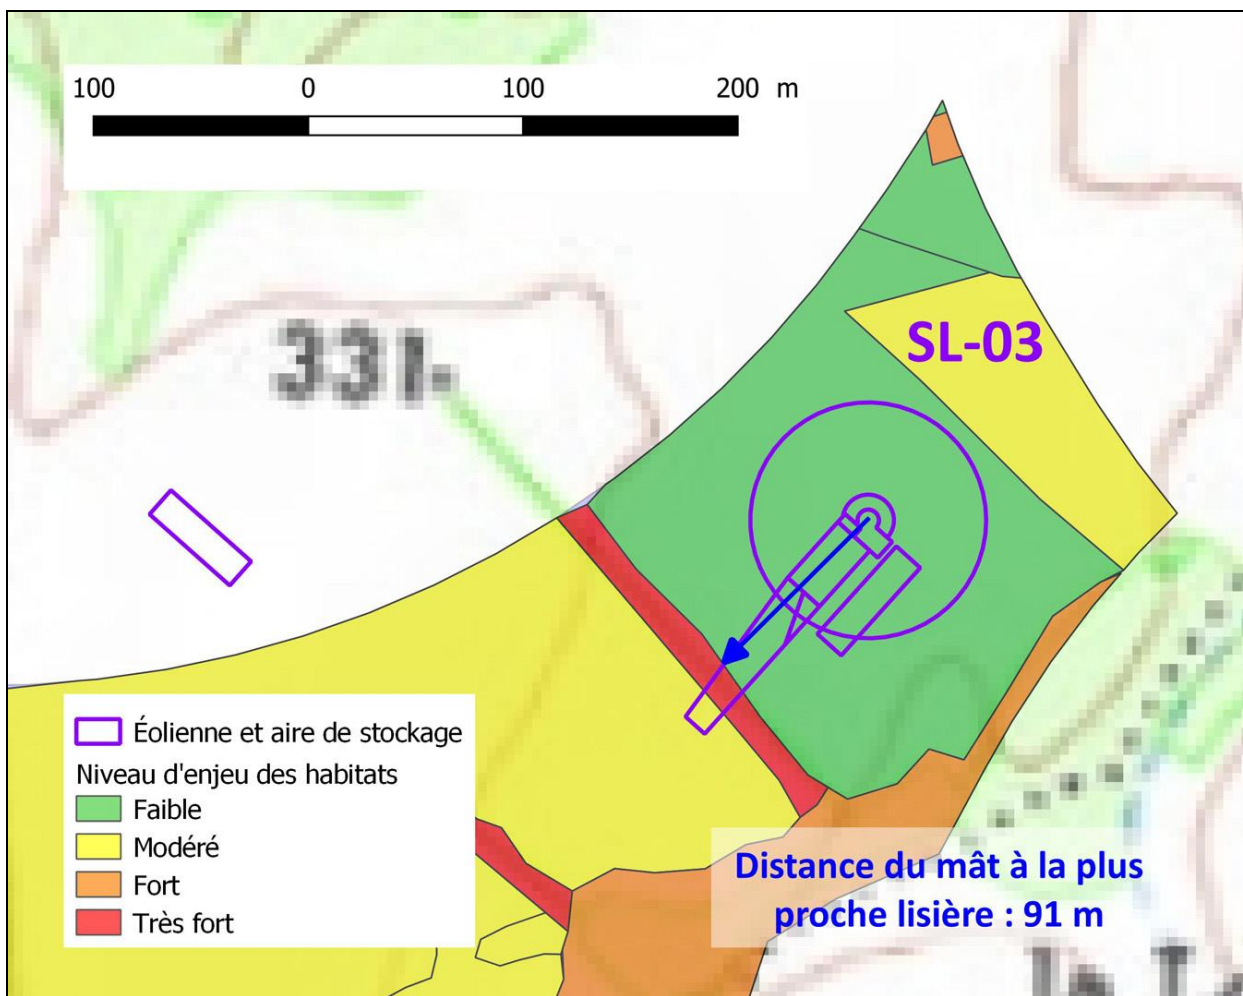 100 0 100 200 m
SL-03
331.
Éolienne et aire de stockage
Niveau d'enjeu des habitats
Faible
Modéré
Fort
Très fort
Distance du mât à la plus
proche lisière : 91 m